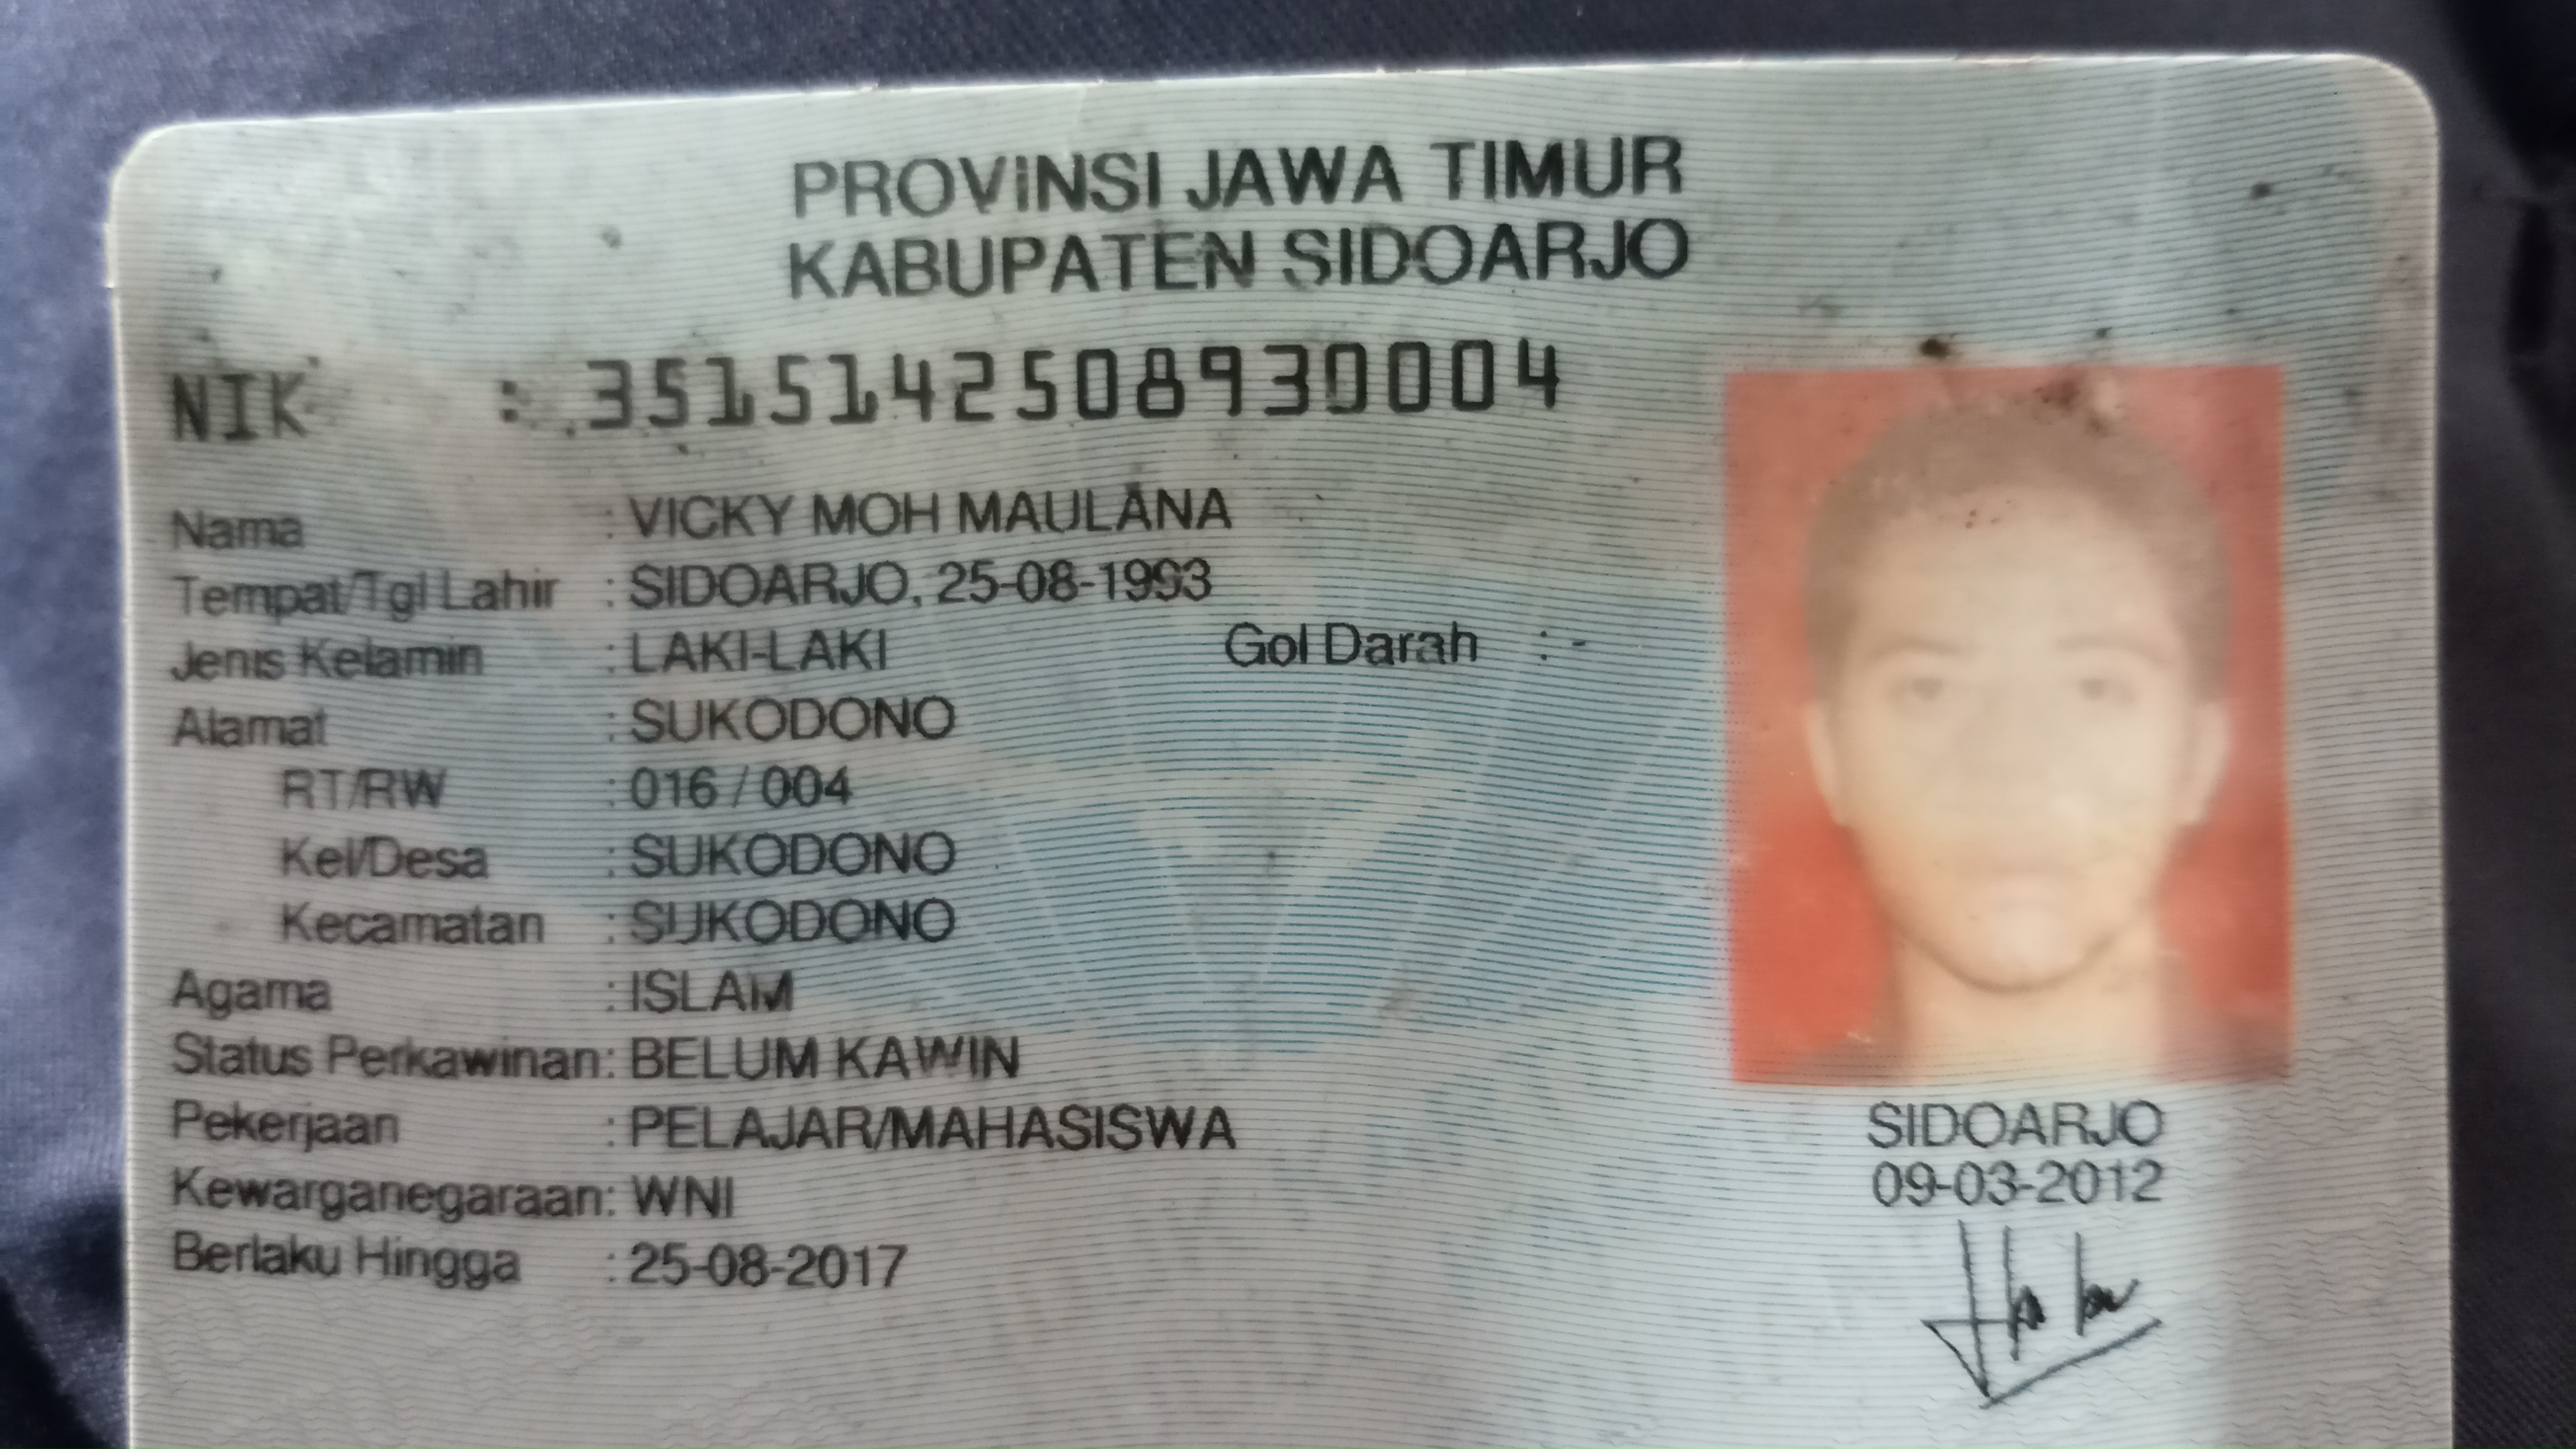 PROVINSI JAWA TIMUR
KABUPATEN SIDOARJO
NIK : 3515142508930004
Nama : VICKY MOH MAULANA
Tempat/Tgl Lahir : SIDOARJO, 25-08-1993
Jenis Kelamin : LAKI-LAKI Gol Darah : -
Alamat : SUKODONO
RT/RW : 016 / 004
Kel/Desa : SUKODONO
Kecamatan : SUKODONO
Agama : ISLAM
Status Perkawinan: BELUM KAWIN
Pekerjaan : PELAJAR/MAHASISWA
Kewarganegaraan: WNI
Berlaku Hingga : 25-08-2017
SIDOARJO
09-03-2012